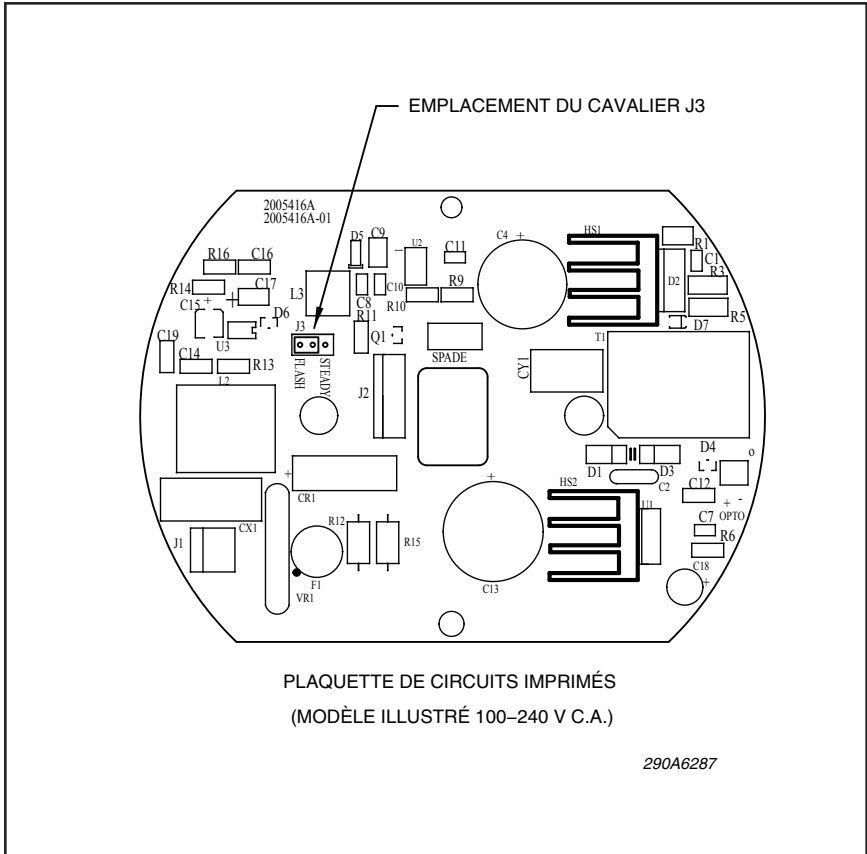 EMPLACEMENT DU CAVALIER J3
2005416A
2005416A-01
R16
C16
R14
C17
C15
+
+
D6
U3
C19
C14
R13
L2
L3
J3
FLASH
STEADY
D5
C9
C8
C10
R11
R10
U2
C11
R9
Q1
J2
SPADE
C4
+
HS1
R1
C1
D2
R3
R5
D7
T1
CY1
D1
D3
C2
D4
o
C12
+ -
OPTO
C7
R6
C18
+
HS2
U1
+
C13
+
CR1
CX1
J1
R12
R15
F1
VR1
PLAQUETTE DE CIRCUITS IMPRIMÉS
(MODÈLE ILLUSTRÉ 100–240 V C.A.)
290A6287